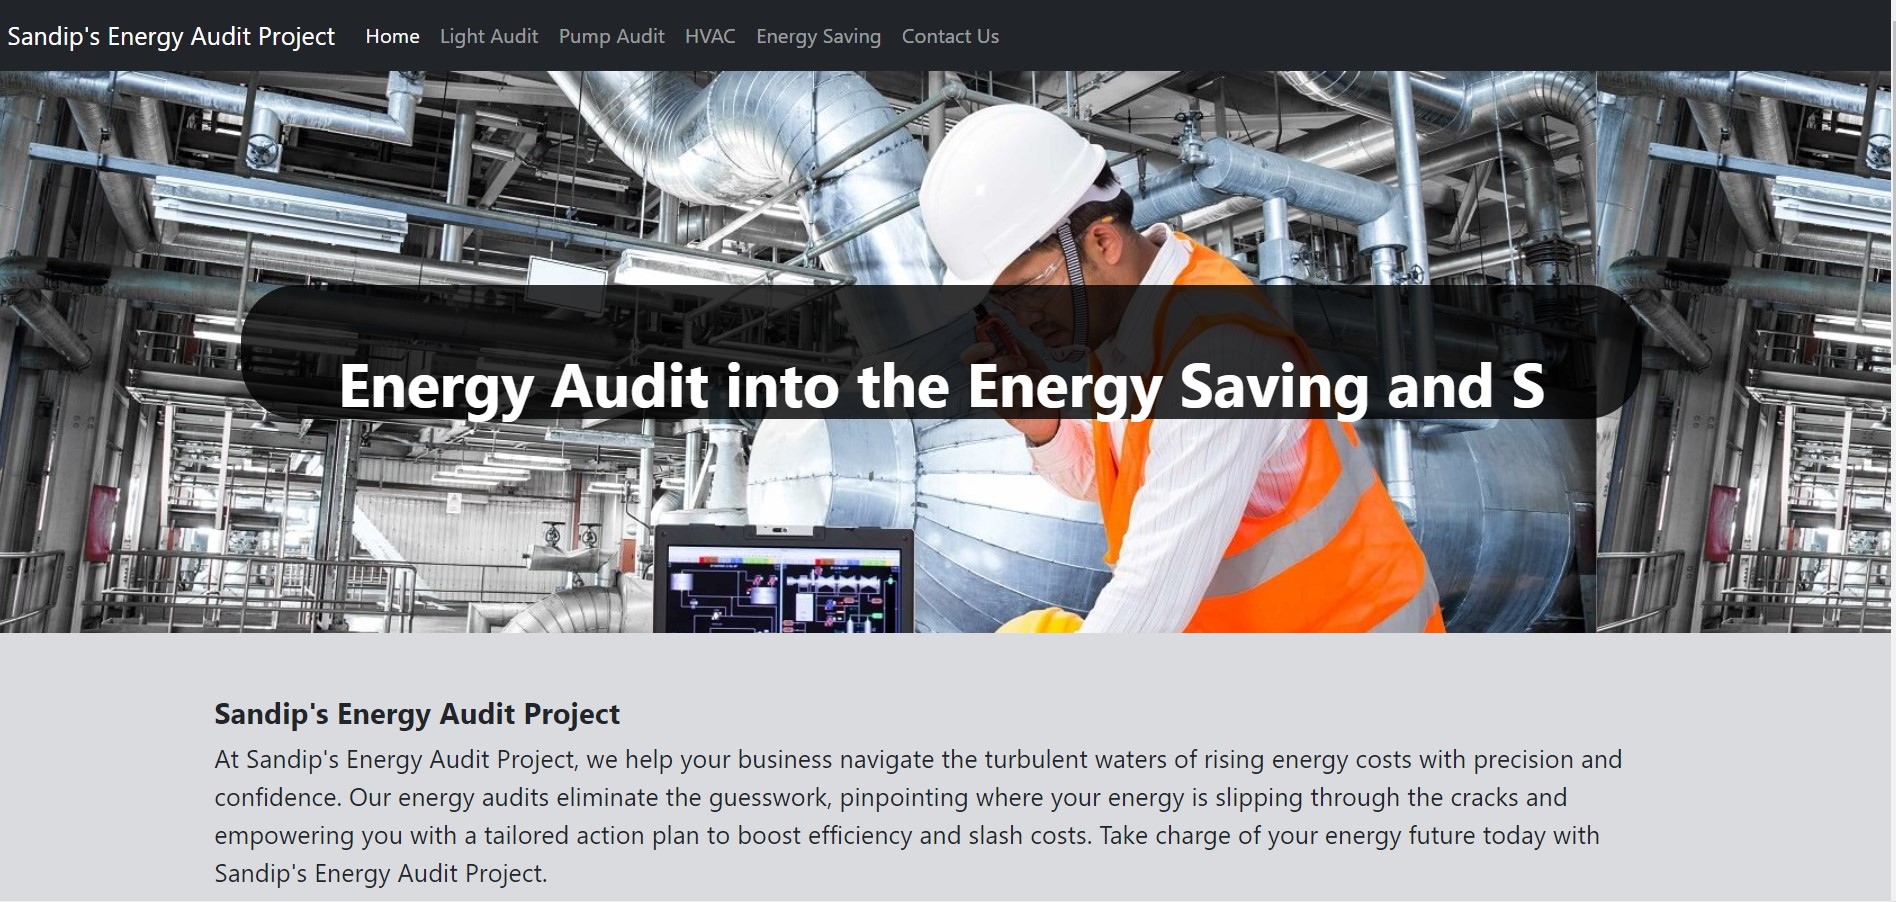 Sandip's Energy Audit Project Home Light Audit Pump Audit HVAC Energy Saving Contact Us
Energy Audit into the Energy Saving and S
Sandip's Energy Audit Project
At Sandip's Energy Audit Project, we help your business navigate the turbulent waters of rising energy costs with precision and
confidence. Our energy audits eliminate the guesswork, pinpointing where your energy is slipping through the cracks and
empowering you with a tailored action plan to boost efficiency and slash costs. Take charge of your energy future today with
Sandip's Energy Audit Project.